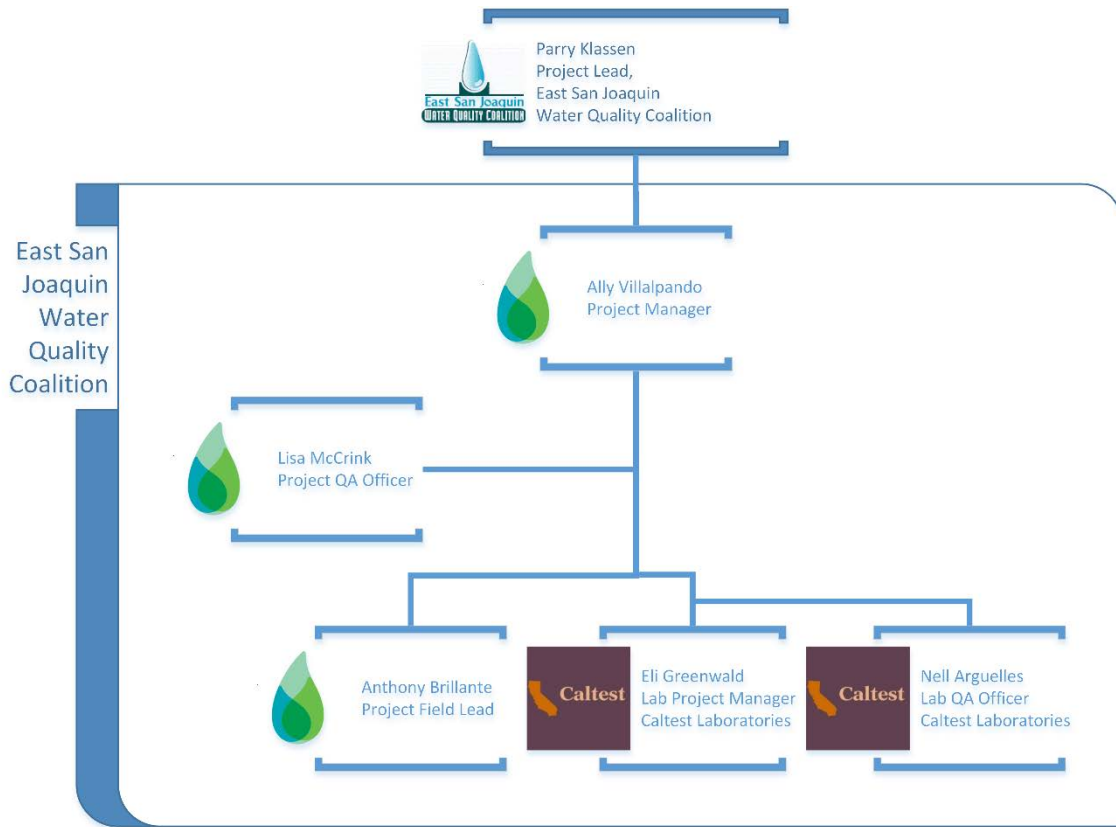 East San Joaquin
WATER QUALITY COALITION
Parry Klassen
Project Lead,
East San Joaquin
Water Quality Coalition
East San
Joaquin
Water
Quality
Coalition
Ally Villalpando
Project Manager
Lisa McCrink
Project QA Officer
Anthony Brillante
Project Field Lead
Caltest
Eli Greenwald
Lab Project Manager
Caltest Laboratories
Caltest
Nell Arguelles
Lab QA Officer
Caltest Laboratories